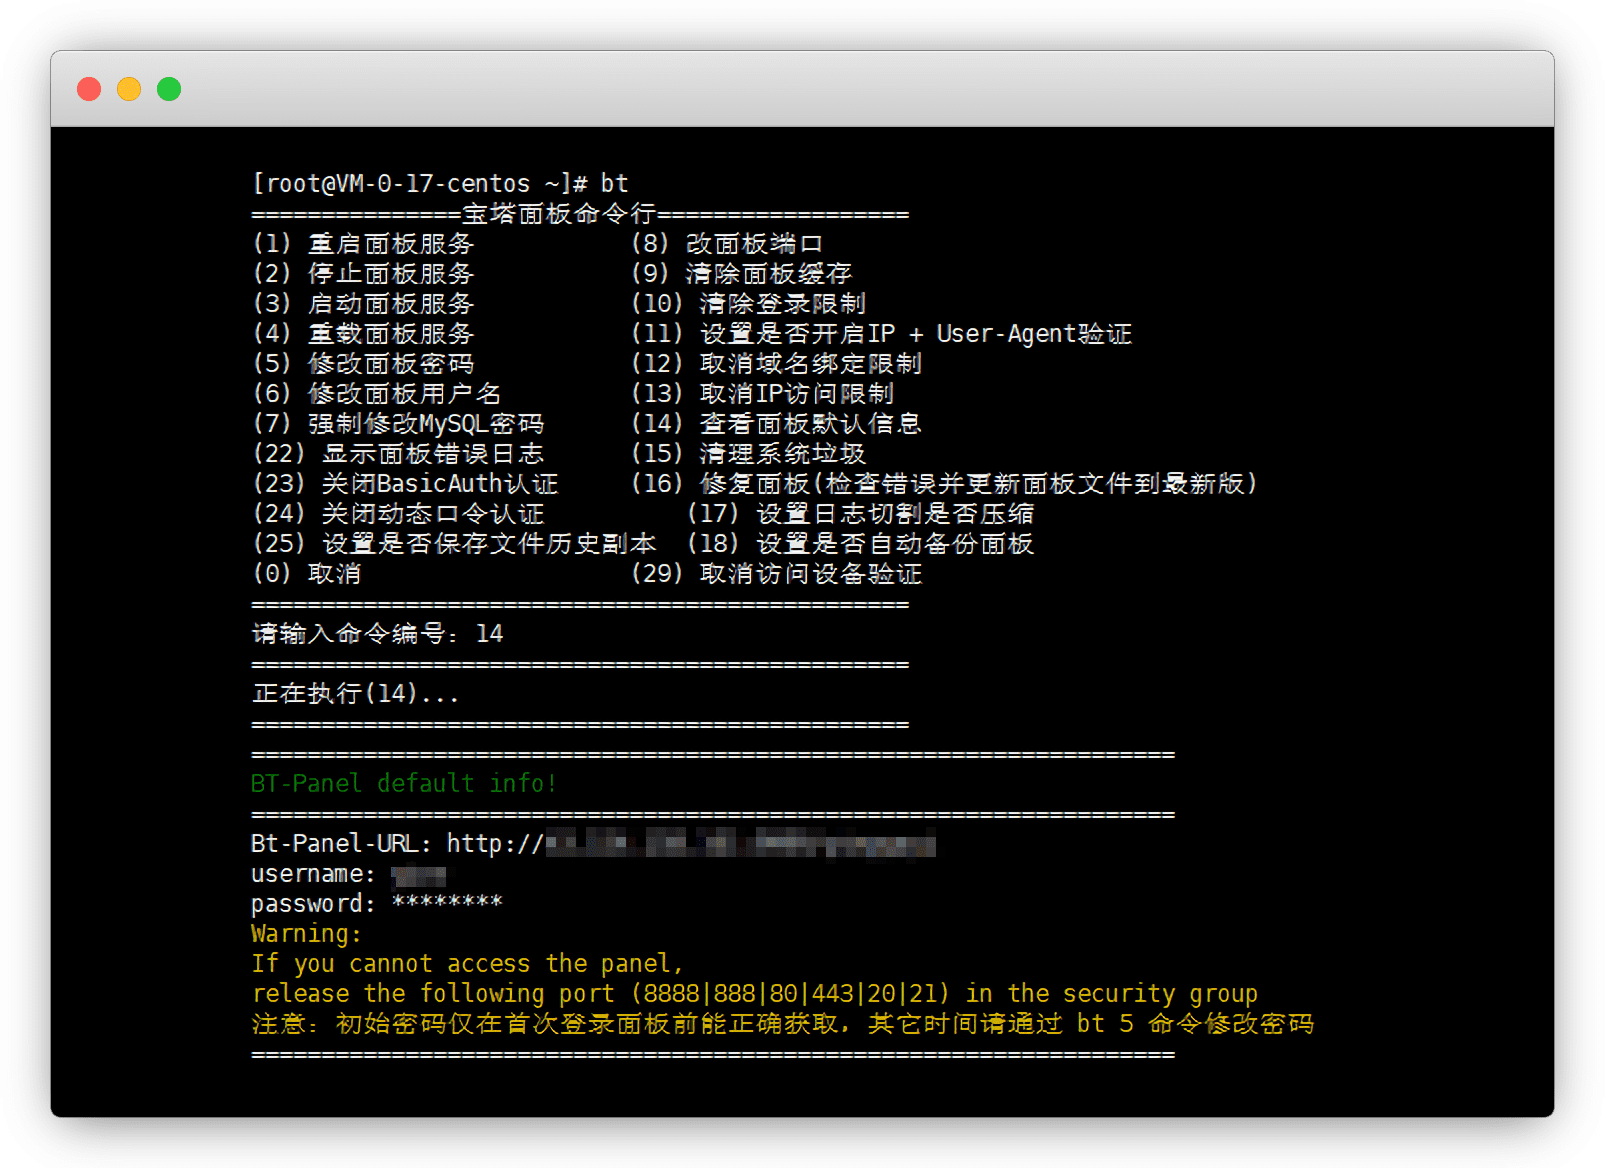 [root@VM-0-17-centos ~]# bt
===============宝塔面板命令行==================
(1) 重启面板服务           (8) 改面板端口
(2) 停止面板服务           (9) 清除面板缓存
(3) 启动面板服务           (10) 清除登录限制
(4) 重载面板服务           (11) 设置是否开启IP + User-Agent验证
(5) 修改面板密码           (12) 取消域名绑定限制
(6) 修改面板用户名         (13) 取消IP访问限制
(7) 强制修改MySQL密码      (14) 查看面板默认信息
(22) 显示面板错误日志      (15) 清理系统垃圾
(23) 关闭BasicAuth认证     (16) 修复面板(检查错误并更新面板文件到最新版)
(24) 关闭动态口令认证          (17) 设置日志切割是否压缩
(25) 设置是否保存文件历史副本  (18) 设置是否自动备份面板
(0) 取消                   (29) 取消访问设备验证
===============================================
请输入命令编号：14
===============================================
正在执行(14)...
===============================================
==================================================================
BT-Panel default info!
==================================================================
Bt-Panel-URL: http://
username:
password: ********
Warning:
If you cannot access the panel,
release the following port (8888|888|80|443|20|21) in the security group
注意：初始密码仅在首次登录面板前能正确获取，其它时间请通过 bt 5 命令修改密码
==================================================================